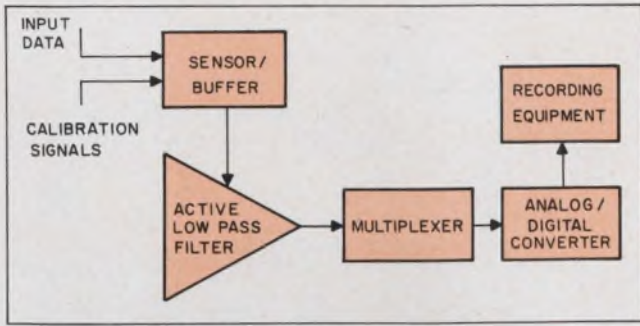 INPUT
DATA
CALIBRATION
SIGNALS
SENSOR/
BUFFER
ACTIVE
LOW PASS
FILTER
MULTIPLEXER
ANALOG/
DIGITAL
CONVERTER
RECORDING
EQUIPMENT